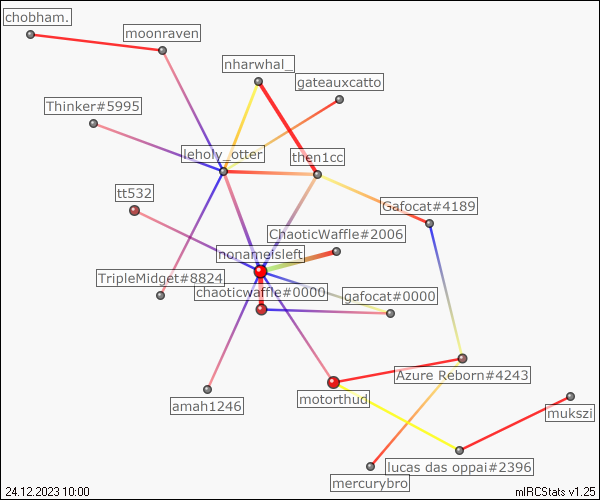 chobham.
moonraven
nharwhal_
gateauxcatto
Thinker#5995
leholy_otter
then1cc
tt532
Gafocat#4189
ChaoticWaffle#2006
nonameIsleft
TripleMidget#8824
chaoticwaffle#0000
gafocat#0000
Azure Reborn#4243
motorthud
amah1246
mukszi
lucas das oppai#2396
mercurybro
24.12.2023 10:00
mIRCStats v1.25